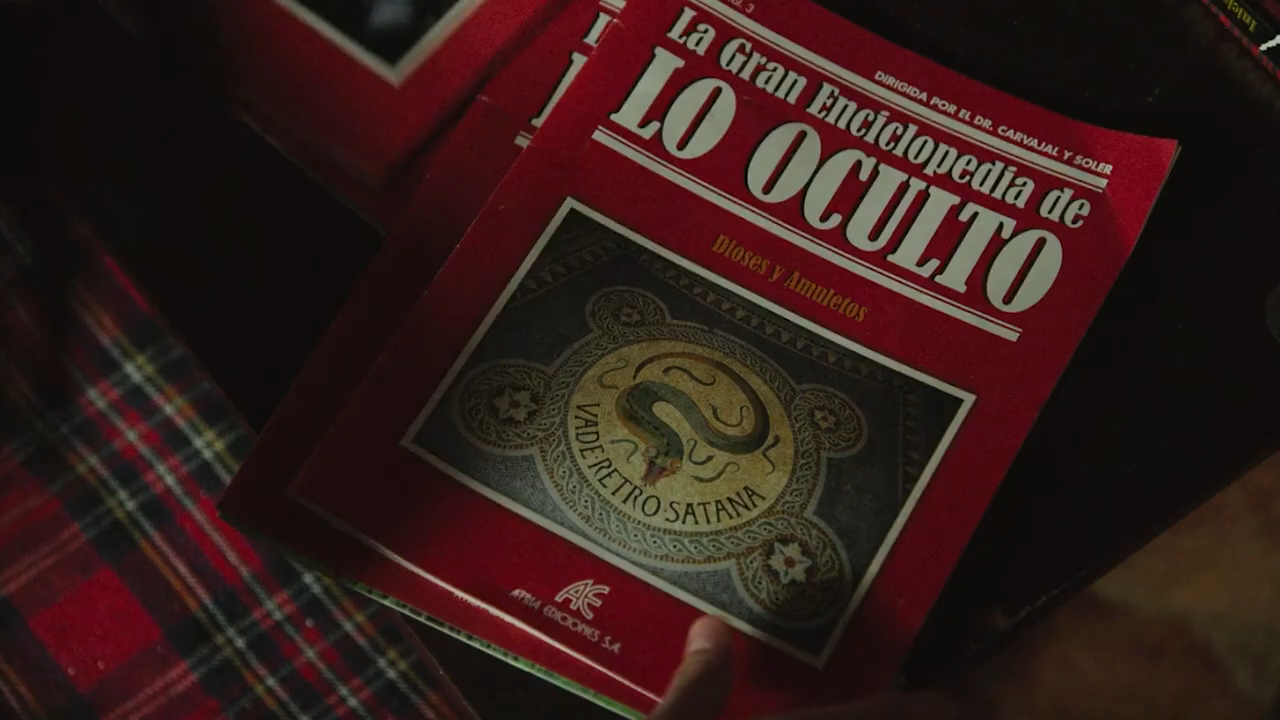 DIRIGIDA POR EL DR. CARVAJAL Y SOLER
La Gran Enciclopedia de
LO OCULTO
Dioses y Amuletos
VADE·RETRO·SATANA
AE
ATRIA EDICIONES S.A